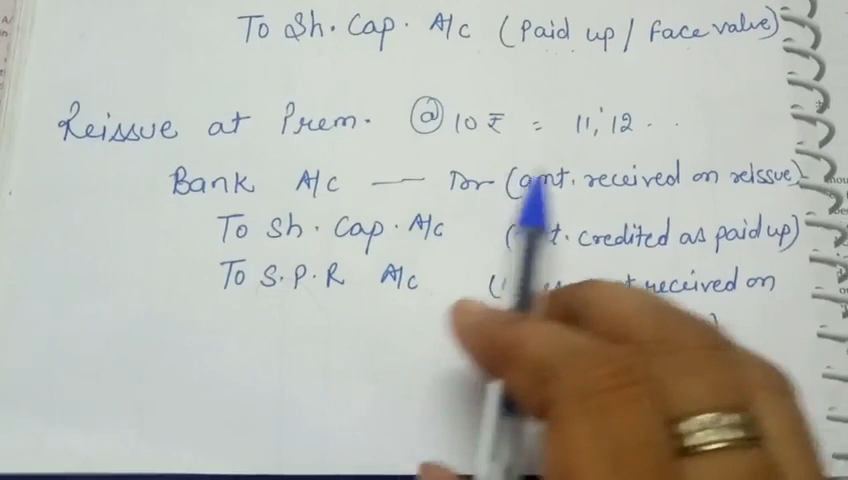 To Sh. Cap. A/c (Paid up / Face value)
Reissue at Prem. @ 10 ₹ = 11, 12 . .
Bank A/c — Dr (amt. received on reissue)
To Sh. Cap. A/c ( credited as paid up)
To S.P.R A/c ( received on